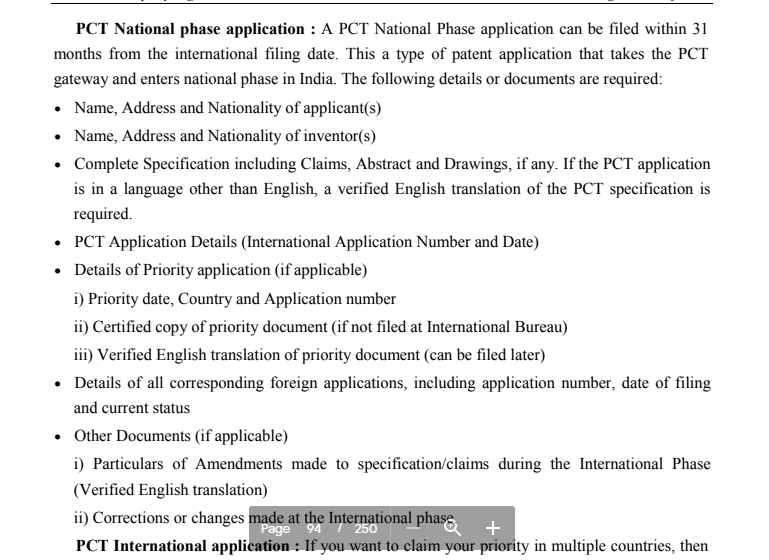 PCT National phase application : A PCT National Phase application can be filed within 31
months from the international filing date. This a type of patent application that takes the PCT
gateway and enters national phase in India. The following details or documents are required:
• Name, Address and Nationality of applicant(s)
• Name, Address and Nationality of inventor(s)
• Complete Specification including Claims, Abstract and Drawings, if any. If the PCT application
is in a language other than English, a verified English translation of the PCT specification is
required.
• PCT Application Details (International Application Number and Date)
• Details of Priority application (if applicable)
i) Priority date, Country and Application number
ii) Certified copy of priority document (if not filed at International Bureau)
iii) Verified English translation of priority document (can be filed later)
• Details of all corresponding foreign applications, including application number, date of filing
and current status
• Other Documents (if applicable)
i) Particulars of Amendments made to specification/claims during the International Phase
(Verified English translation)
ii) Corrections or changes made at the International phase.
Page 94 / 250
PCT International application : If you want to claim your priority in multiple countries, then